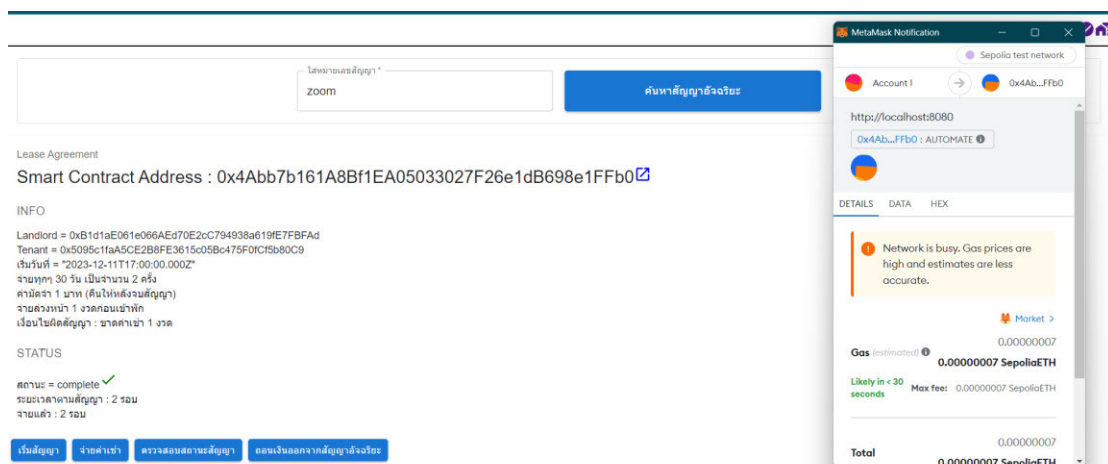 MetaMask Notification
Sepolia test network
Account 1
0x4Ab...FFb0
http://localhost:8080
0x4Ab...FFb0 : AUTOMATE
DETAILS DATA HEX
Network is busy. Gas prices are
high and estimates are less
accurate.
Market >
0.00000007
Gas (estimated)
0.00000007 SepoliaETH
Likely in < 30
seconds
Max fee: 0.00000007 SepoliaETH
0.00000007
Total
0.00000007 SepoliaETH
ใส่หมายเลขสัญญา *
zoom
ค้นหาสัญญาอัจฉริยะ
Lease Agreement
Smart Contract Address : 0x4Abb7b161A8Bf1EA05033027F26e1dB698e1FFb0
INFO
Landlord = 0xB1d1aE061e066AEd70E2cC794938a619fE7FBFAd
Tenant = 0x5095c1faA5CE2B8FE3615c05Bc475F0fCf5b80C9
เริ่มวันที่ = "2023-12-11T17:00:00.000Z"
จ่ายทุกๆ 30 วัน เป็นจำนวน 2 ครั้ง
ค่ามัดจำ 1 บาท (คืนให้หลังจบสัญญา)
จ่ายล่วงหน้า 1 งวดก่อนเข้าพัก
เงื่อนไขผิดสัญญา : ขาดค่าเช่า 1 งวด
STATUS
สถานะ = complete
ระยะเวลาตามสัญญา : 2 รอบ
จ่ายแล้ว : 2 รอบ
เริ่มสัญญา
จ่ายค่าเช่า
ตรวจสอบสถานะสัญญา
ถอนเงินออกจากสัญญาอัจฉริยะ